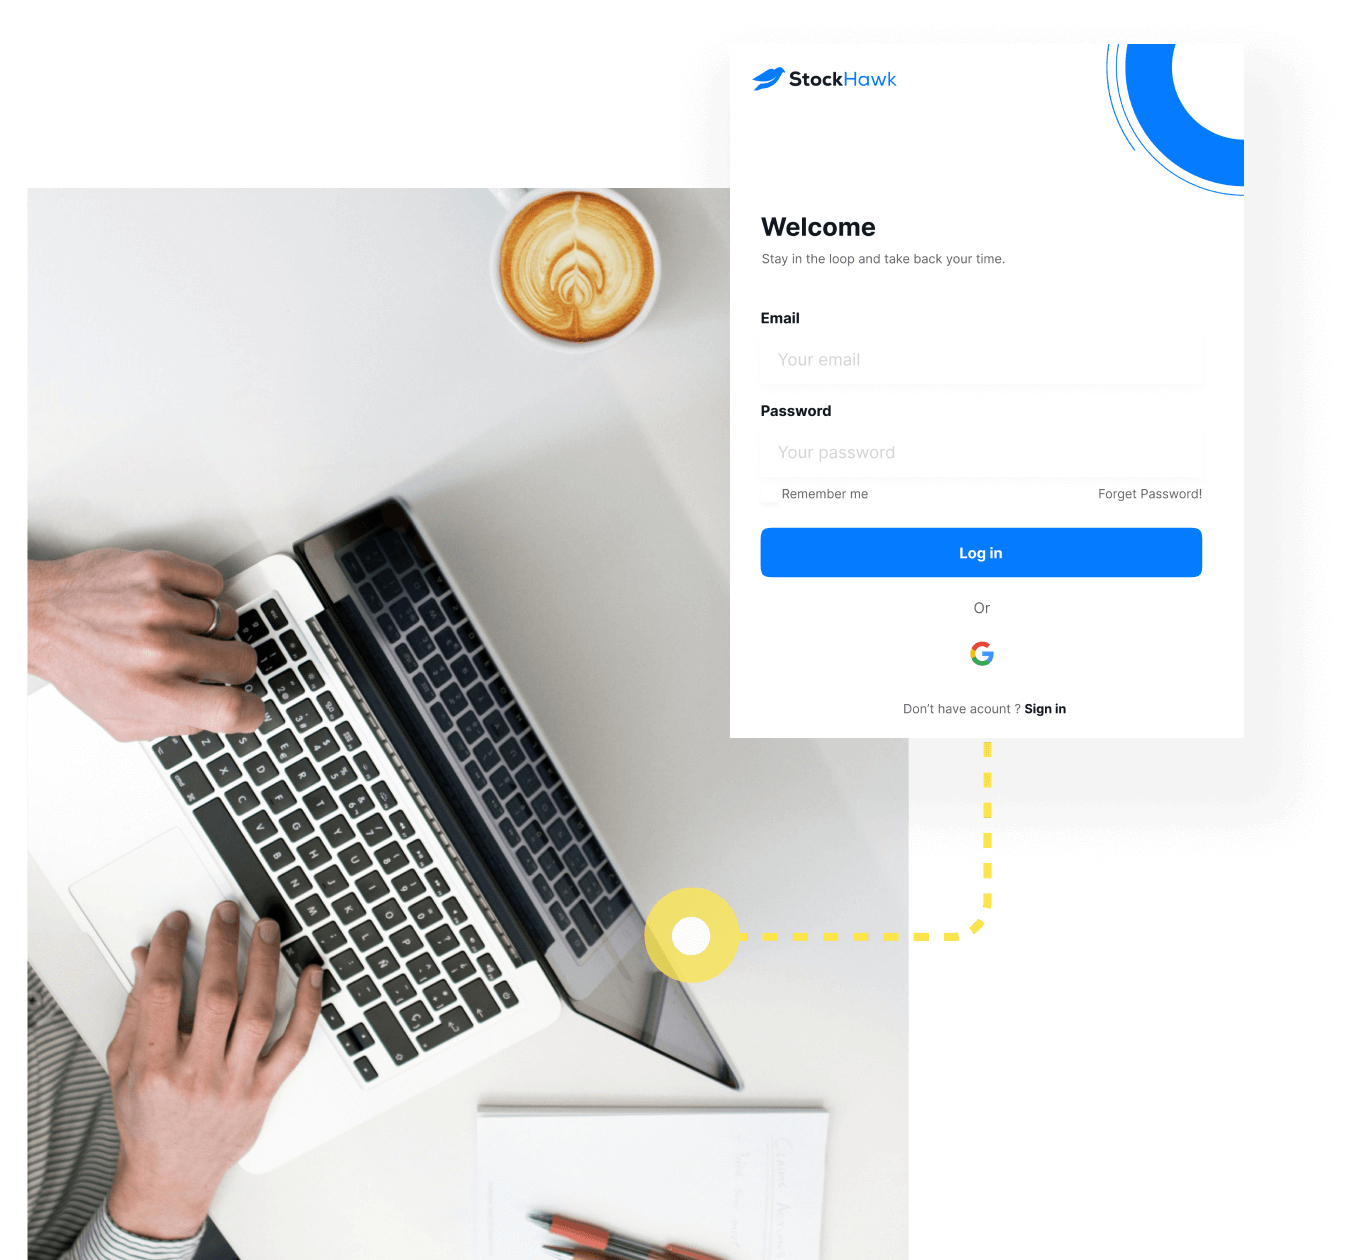 StockHawk
Welcome
Stay in the loop and take back your time.
Email
Your email
Password
Your password
Remember me
Forget Password!
Log in
Or
Don't have acount ? Sign in